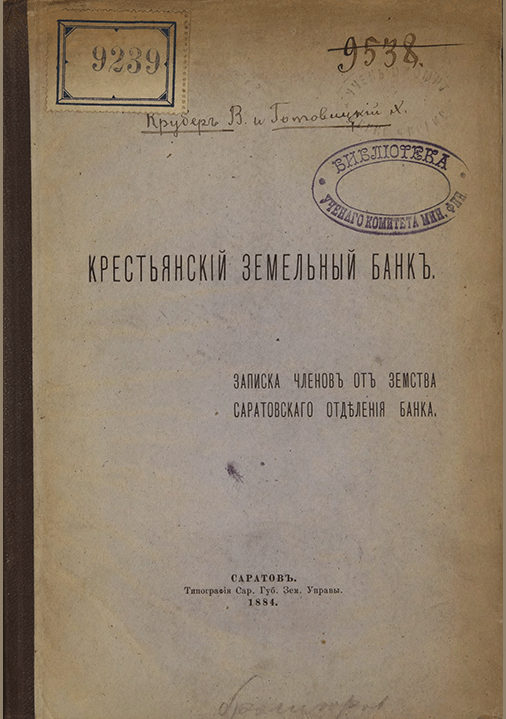 9239
9538.
Круберъ В. и Готовицкій Х.
БИБЛІОТЕКА
УЧЕНАГО КОМИТЕТА МИН. ФИН.
КРЕСТЬЯНСКІЙ ЗЕМЕЛЬНЫЙ БАНКЪ.
ЗАПИСКА ЧЛЕНОВЪ ОТЪ ЗЕМСТВА
САРАТОВСКАГО ОТДѢЛЕНІЯ БАНКА.
САРАТОВЪ.
Типографія Сар. Губ. Зем. Управы.
1884.